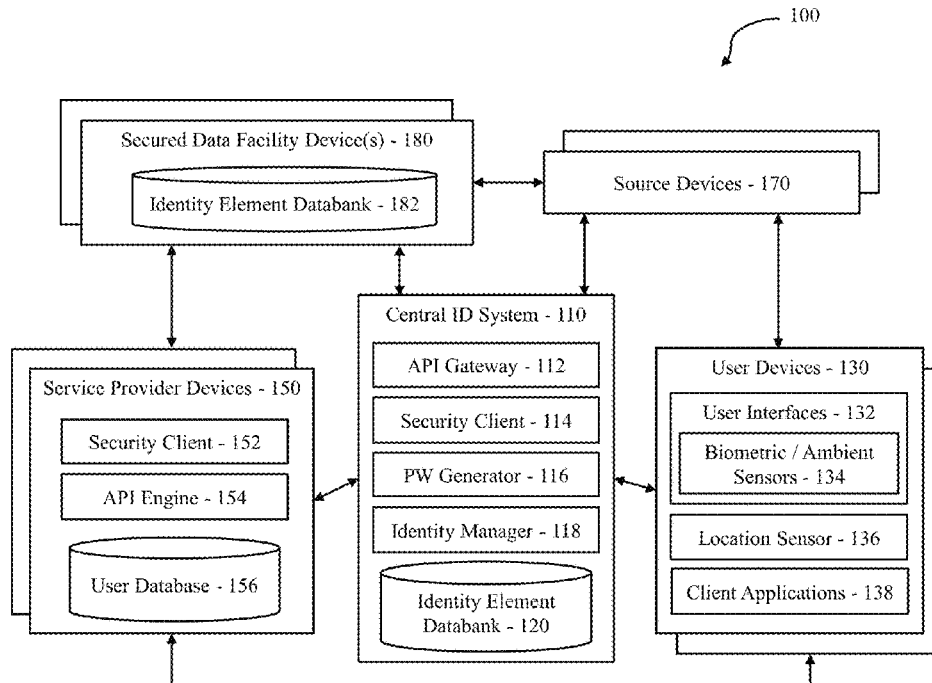 100
Secured Data Facility Device(s) - 180
Identity Element Databank - 182
Source Devices - 170
Central ID System - 110
API Gateway - 112
Security Client - 114
PW Generator - 116
Identity Manager - 118
Identity Element
Databank - 120
Service Provider Devices - 150
Security Client - 152
API Engine - 154
User Database - 156
User Devices - 130
User Interfaces - 132
Biometric / Ambient
Sensors - 134
Location Sensor - 136
Client Applications - 138